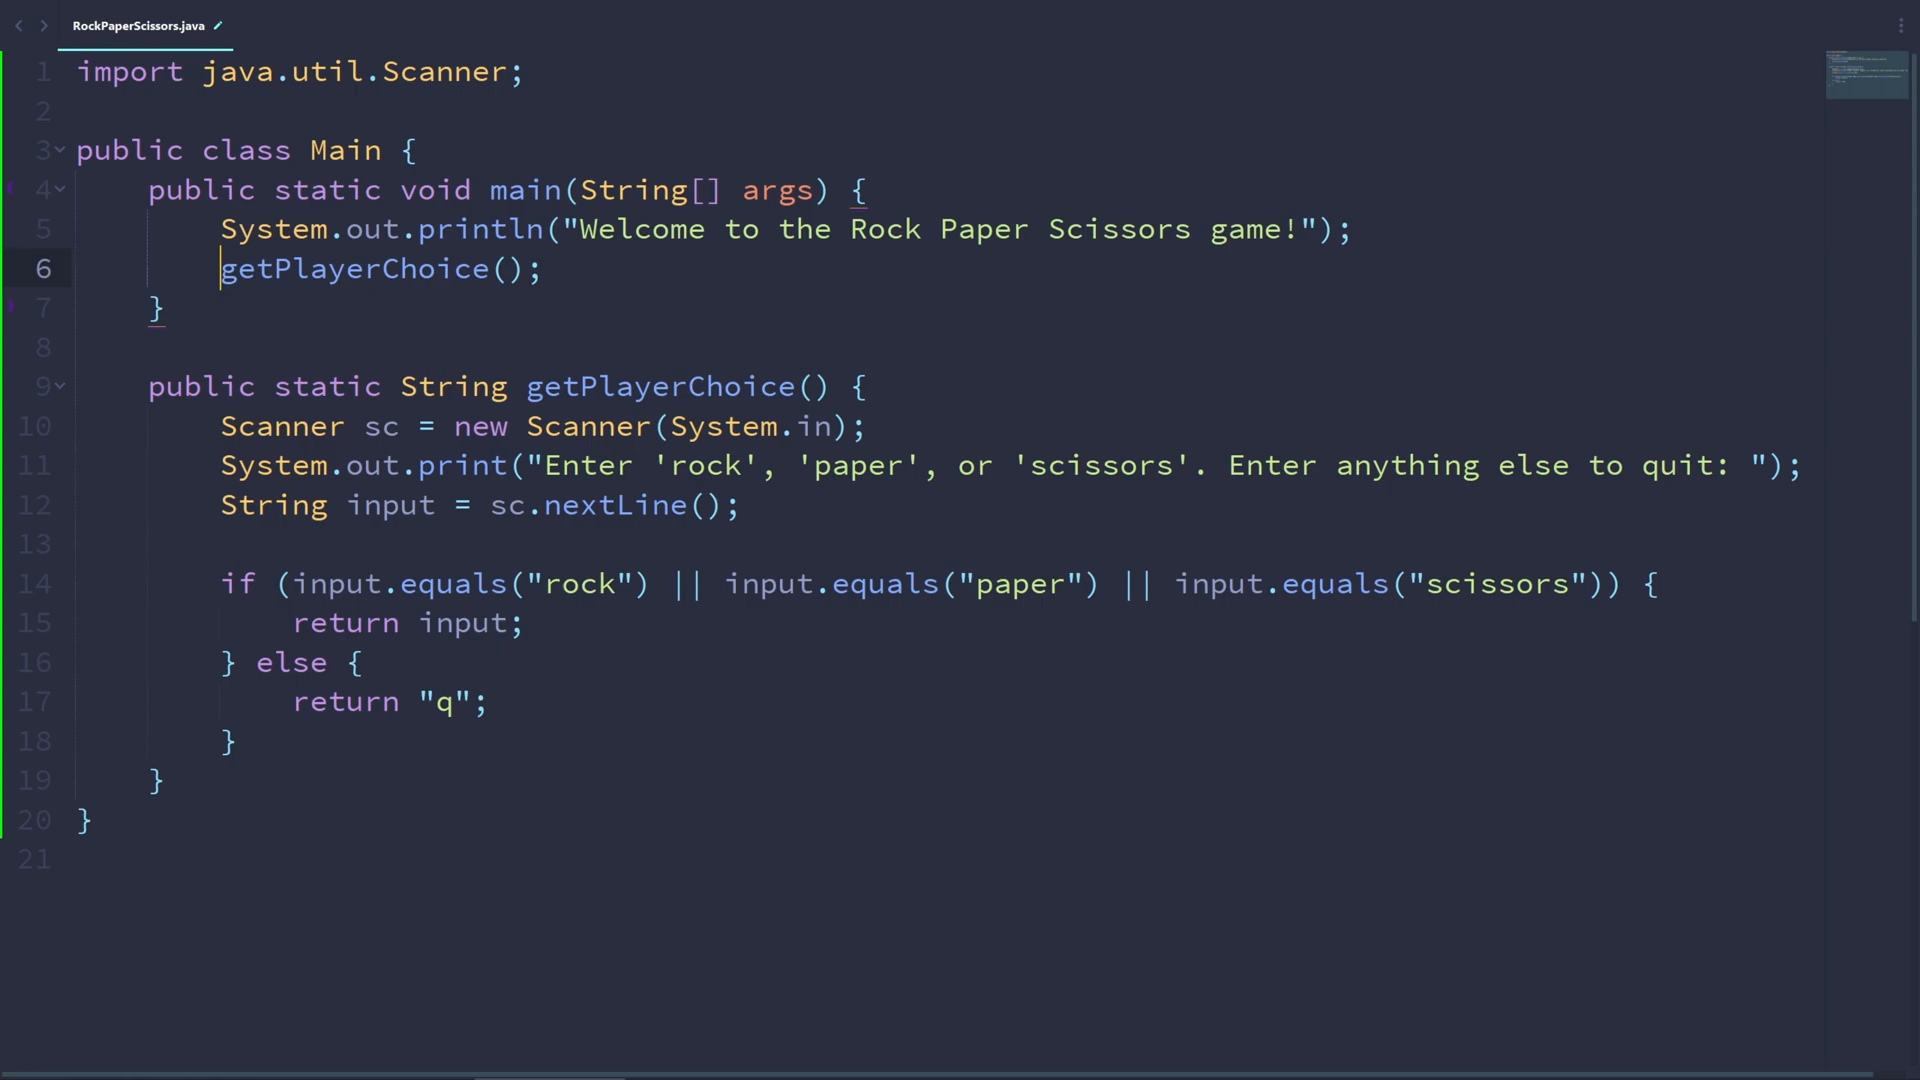 RockPaperScissors.java
1 import java.util.Scanner;
2
3 public class Main {
4 public static void main(String[] args) {
5 System.out.println("Welcome to the Rock Paper Scissors game!");
6 getPlayerChoice();
7 }
8
9 public static String getPlayerChoice() {
10 Scanner sc = new Scanner(System.in);
11 System.out.print("Enter 'rock', 'paper', or 'scissors'. Enter anything else to quit: ");
12 String input = sc.nextLine();
13
14 if (input.equals("rock") || input.equals("paper") || input.equals("scissors")) {
15 return input;
16 } else {
17 return "q";
18 }
19 }
20 }
21